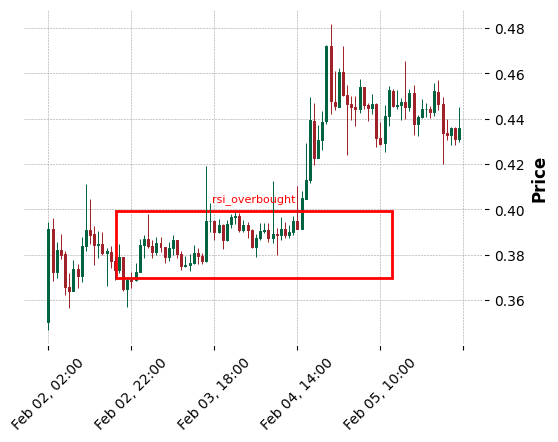 0.48
0.46
0.44
0.42
0.40
0.38
0.36
Price
rsi_overbought
Feb 02, 02:00
Feb 02, 22:00
Feb 03, 18:00
Feb 04, 14:00
Feb 05, 10:00